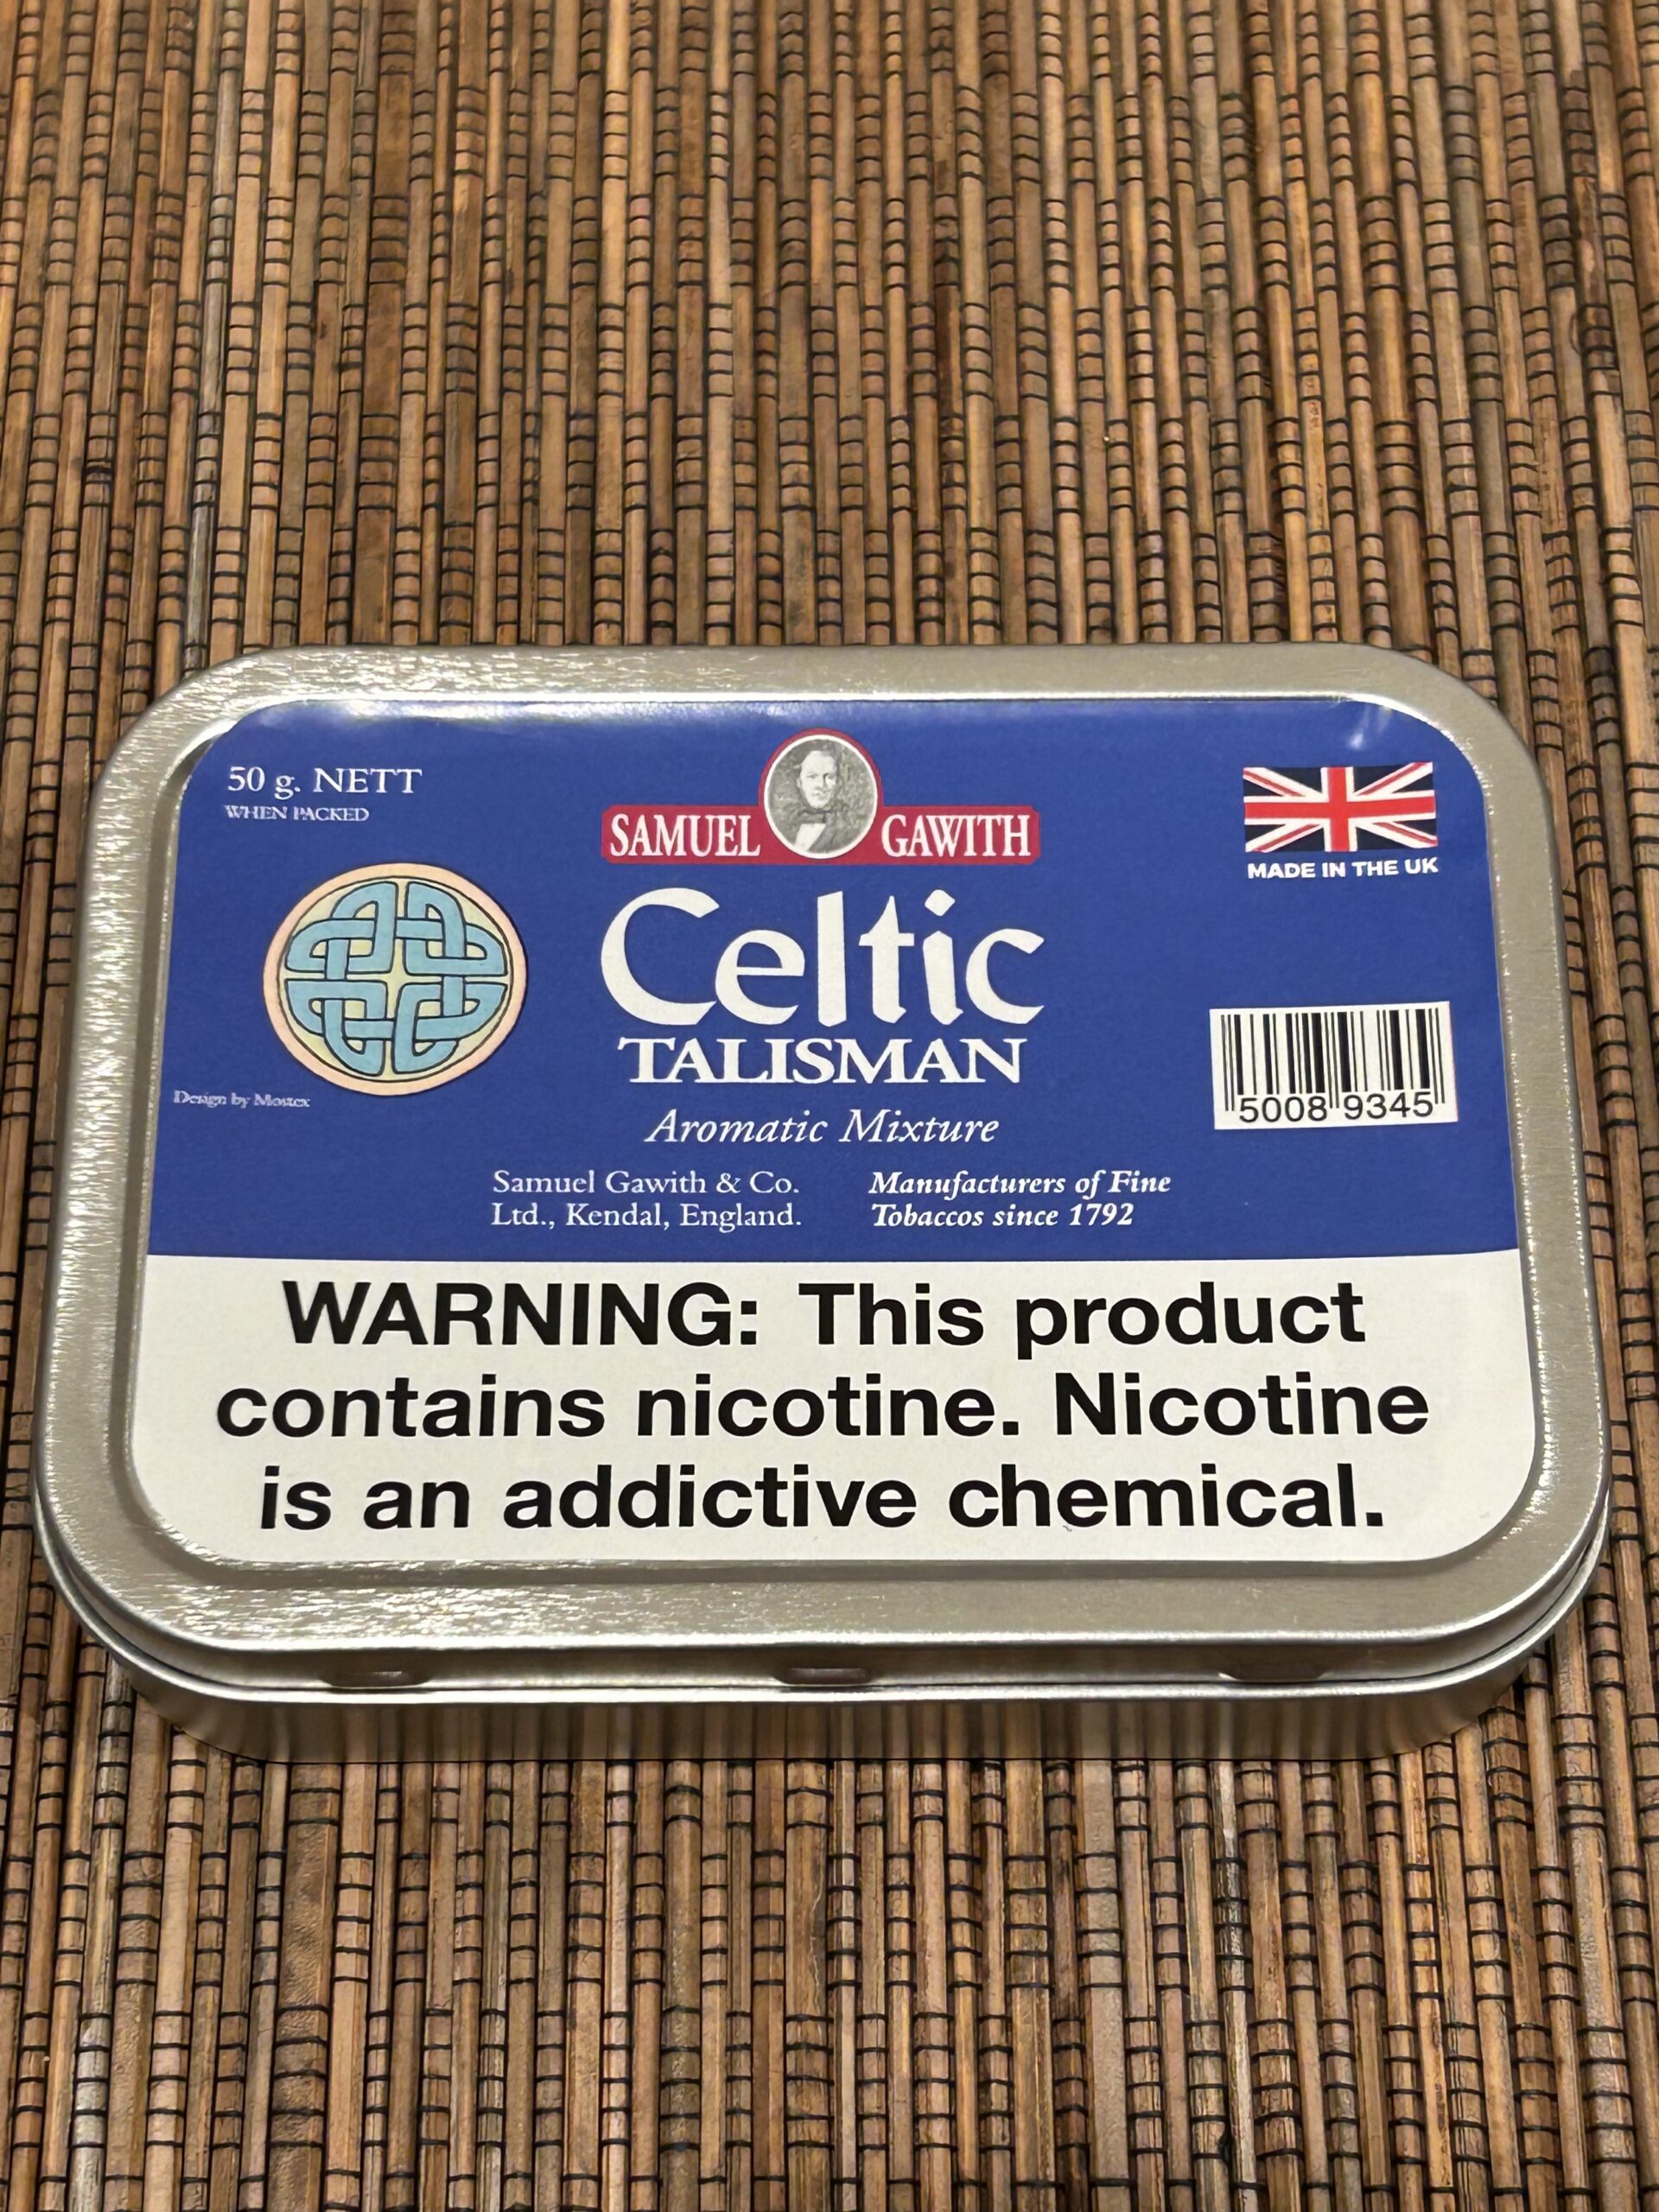 50 g. NETT
WHEN PACKED
SAMUEL GAWITH
MADE IN THE UK
Celtic
TALISMAN
Design by Mostex
Aromatic Mixture
5008 9345
Samuel Gawith & Co.
Ltd., Kendal, England.
Manufacturers of Fine
Tobaccos since 1792
WARNING: This product
contains nicotine. Nicotine
is an addictive chemical.